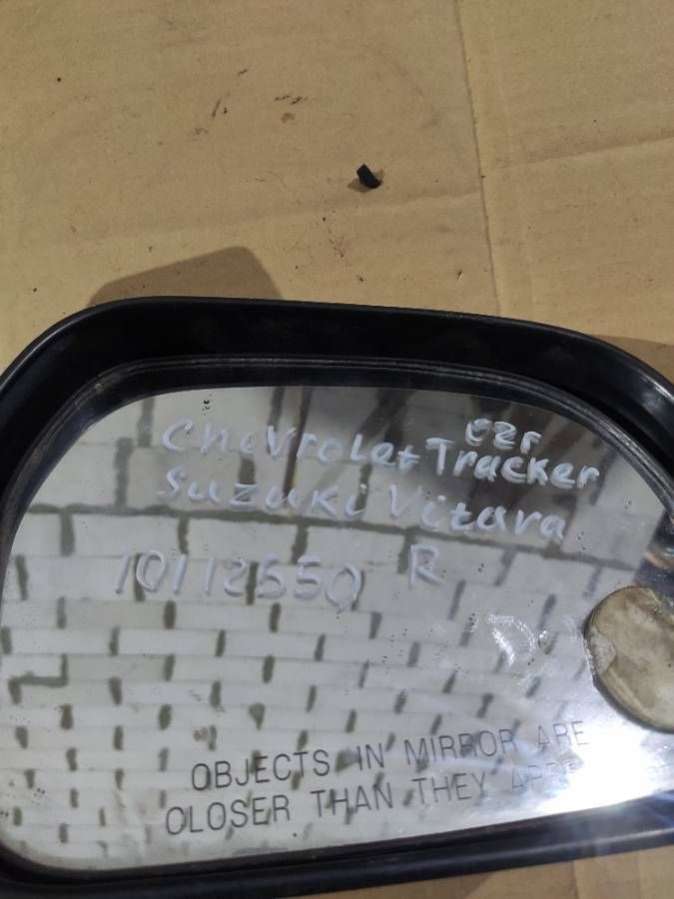 Chevrolet Tracker
Suzuki Vitara
10112550 R
OBJECTS IN MIRROR ARE
CLOSER THAN THEY